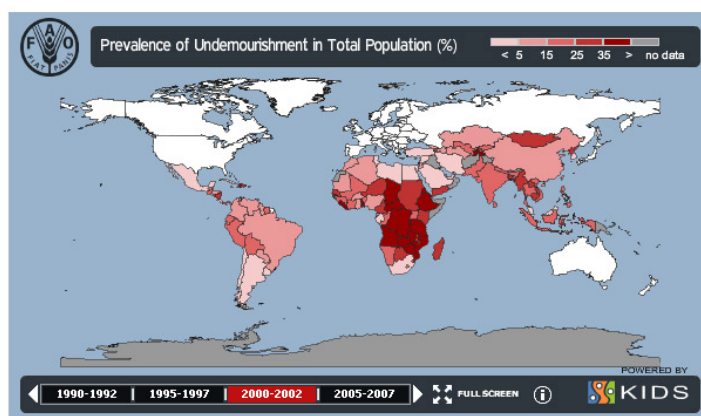 F A O
FIAT PANIS
Prevalence of Undernourishment in Total Population (%)
< 5 15 25 35 > no data
POWERED BY
1990-1992 1995-1997 2000-2002 2005-2007 FULL SCREEN i KIDS